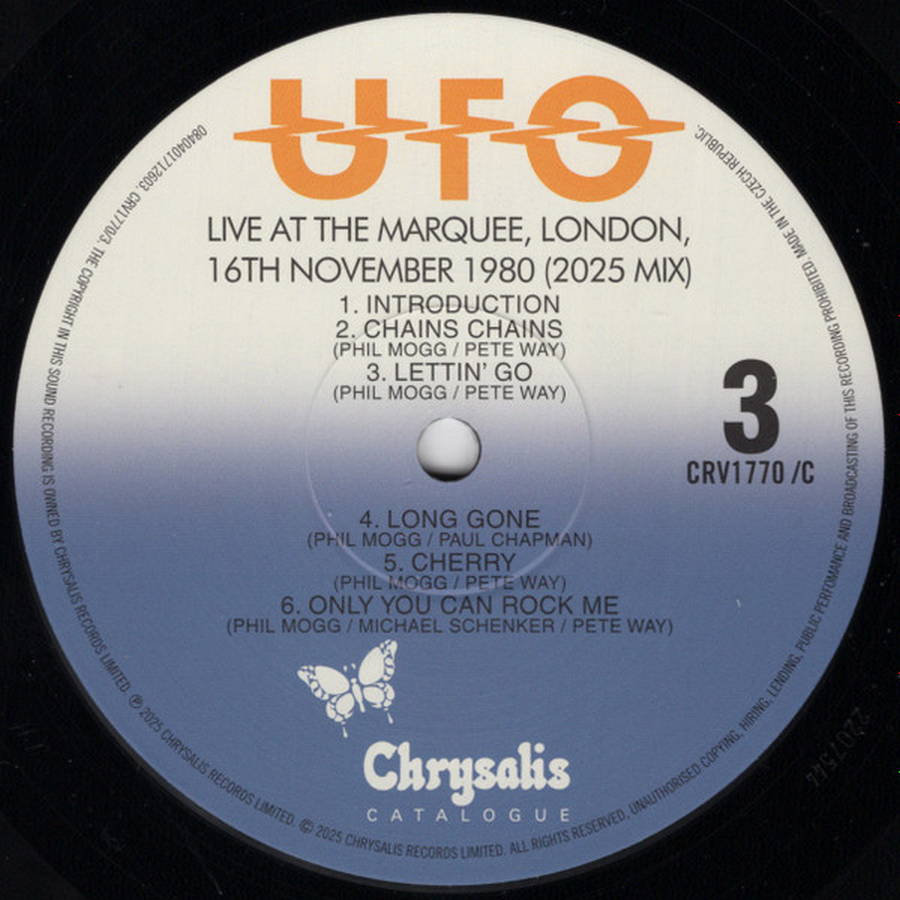 UFO
LIVE AT THE MARQUEE, LONDON,
16TH NOVEMBER 1980 (2025 MIX)
1. INTRODUCTION
2. CHAINS CHAINS
(PHIL MOGG / PETE WAY)
3. LETTIN' GO
(PHIL MOGG / PETE WAY)
3
CRV1770 /C
4. LONG GONE
(PHIL MOGG / PAUL CHAPMAN)
5. CHERRY
(PHIL MOGG / PETE WAY)
6. ONLY YOU CAN ROCK ME
(PHIL MOGG / MICHAEL SCHENKER / PETE WAY)
Chrysalis
CATALOGUE
0840401712603. CRV1770/3. THE COPYRIGHT IN THIS SOUND RECORDING IS OWNED BY CHRYSALIS RECORDS LIMITED. ℗ 2025 CHRYSALIS RECORDS LIMITED. © 2025 CHRYSALIS RECORDS LIMITED. ALL RIGHTS RESERVED. UNAUTHORISED COPYING, HIRING, LENDING, PUBLIC PERFOMANCE AND BROADCASTING OF THIS RECORDING PROHIBITED. MADE IN THE CZECH REPUBLIC.